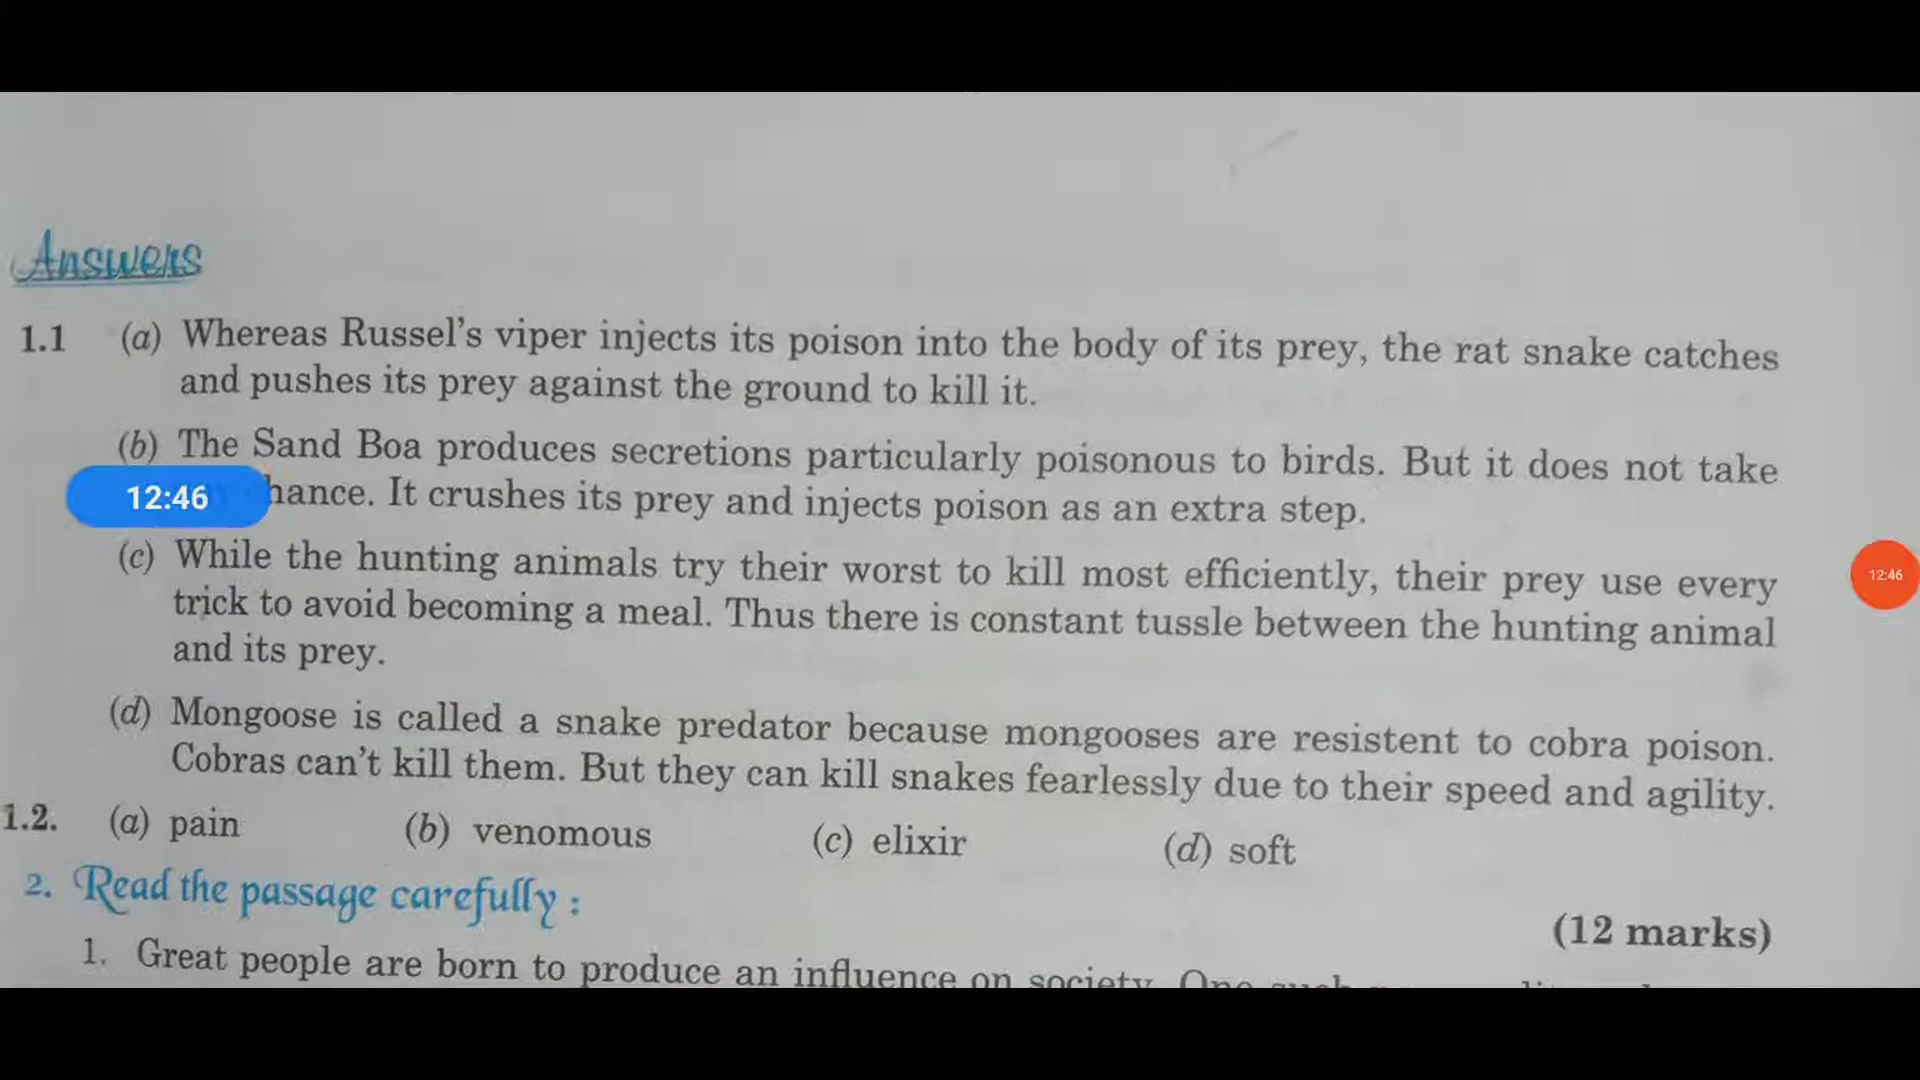 Answers
1.1 (a) Whereas Russel's viper injects its poison into the body of its prey, the rat snake catches
and pushes its prey against the ground to kill it.
(b) The Sand Boa produces secretions particularly poisonous to birds. But it does not take
12:46 hance. It crushes its prey and injects poison as an extra step.
(c) While the hunting animals try their worst to kill most efficiently, their prey use every
12:46
trick to avoid becoming a meal. Thus there is constant tussle between the hunting animal
and its prey.
(d) Mongoose is called a snake predator because mongooses are resistent to cobra poison.
Cobras can't kill them. But they can kill snakes fearlessly due to their speed and agility.
1.2. (a) pain (b) venomous (c) elixir (d) soft
2. Read the passage carefully :
(12 marks)
1. Great people are born to produce an influence on society. One such